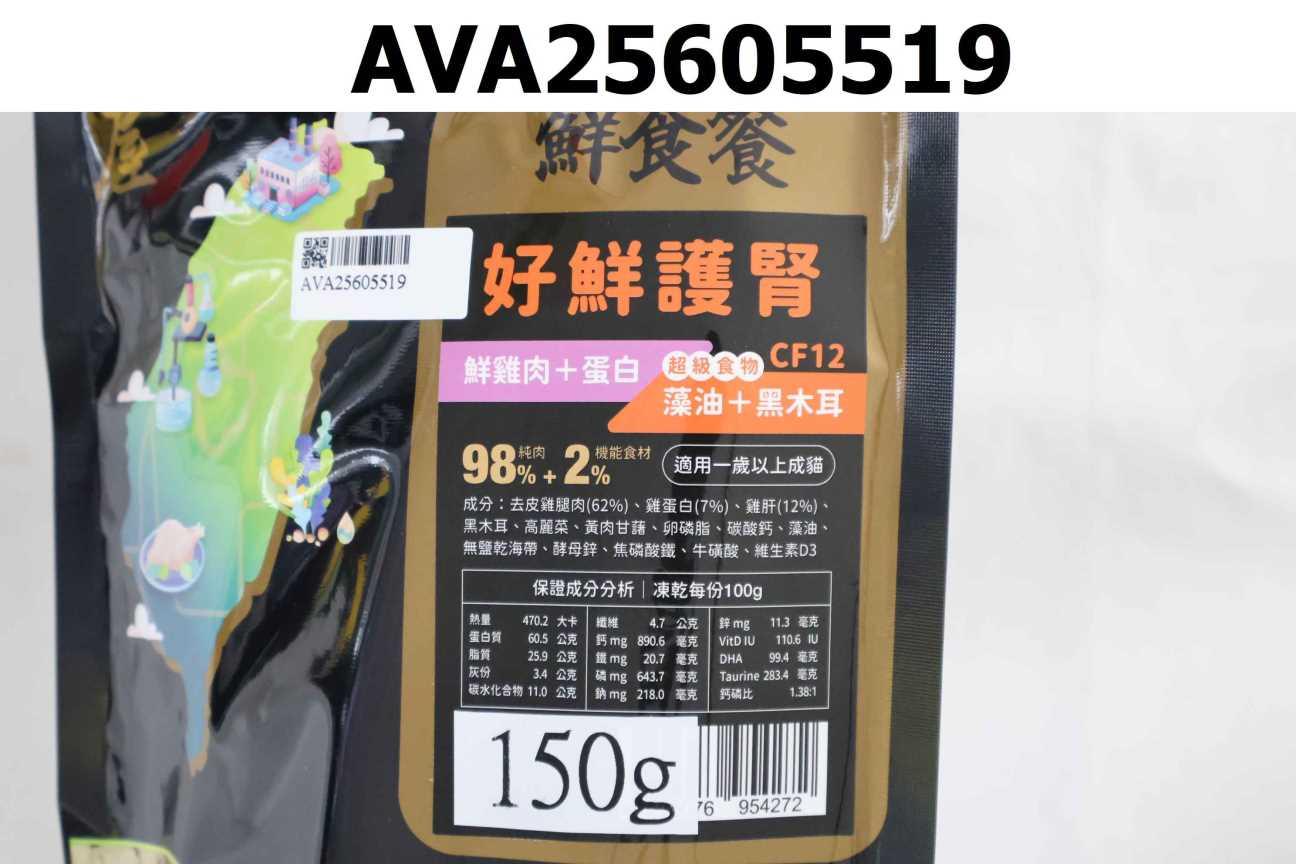 AVA25605519
鮮食餐
AVA25605519
好鮮護腎
鮮雞肉＋蛋白
超級食物 CF12
藻油＋黑木耳
98%純肉 + 2%機能食材
適用一歲以上成貓
成分：去皮雞腿肉(62%)、雞蛋白(7%)、雞肝(12%)、
黑木耳、高麗菜、黃肉甘藷、卵磷脂、碳酸鈣、藻油、
無鹽乾海帶、酵母鋅、焦磷酸鐵、牛磺酸、維生素D3
保證成分分析｜凍乾每份100g
熱量 470.2 大卡 纖維 4.7 公克 鋅 mg 11.3 毫克
蛋白質 60.5 公克 鈣 mg 890.6 毫克 VitD IU 110.6 IU
脂質 25.9 公克 鐵 mg 20.7 毫克 DHA 99.4 毫克
灰份 3.4 公克 磷 mg 643.7 毫克 Taurine 283.4 毫克
碳水化合物 11.0 公克 鈉 mg 218.0 毫克 鈣磷比 1.38:1
150g
76 954272